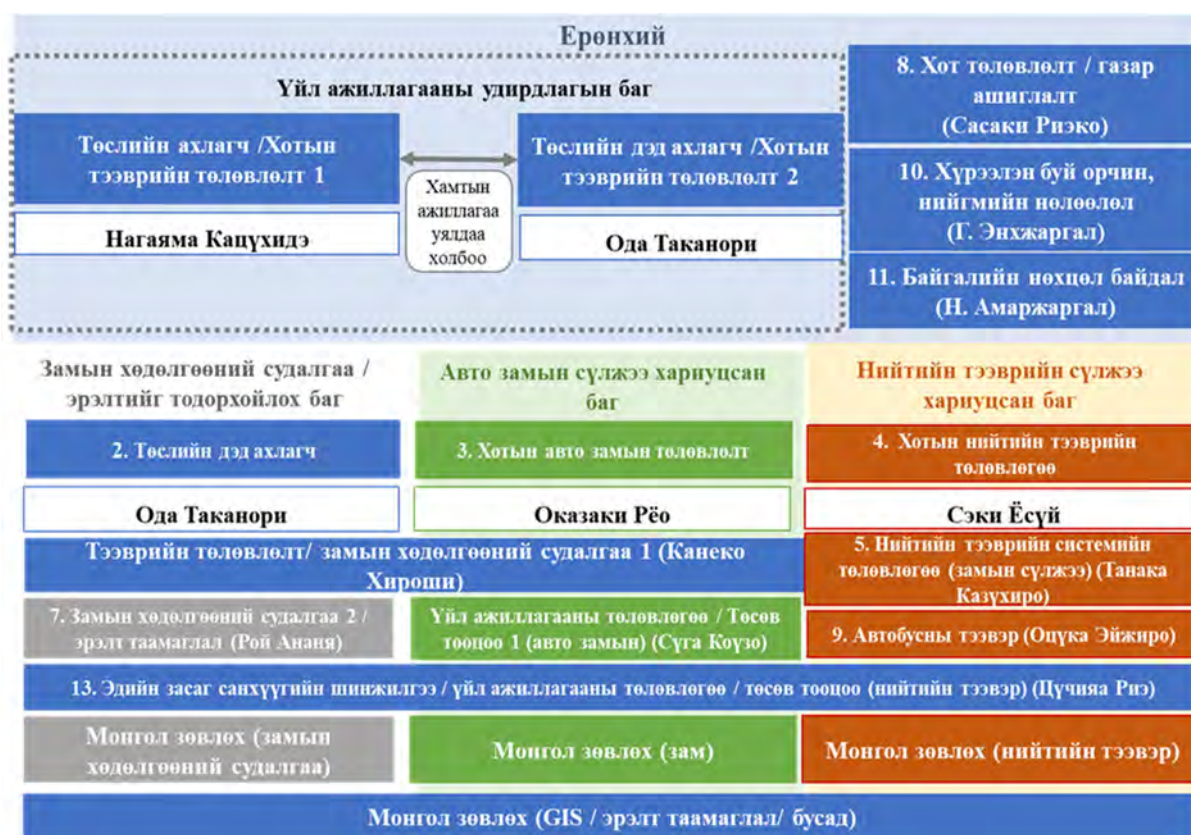 Ерөнхий
Үйл ажиллагааны удирдлагын баг
Төслийн ахлагч /Хотын
тээврийн төлөвлөлт 1
Нагаяма Кацүхидэ
Хамтын
ажиллагаа
уялдаа
холбоо
Төслийн дэд ахлагч /Хотын
тээврийн төлөвлөлт 2
Ода Таканори
8. Хот төлөвлөлт / газар
ашиглалт
(Сасаки Риэко)
10. Хүрээлэн буй орчин,
нийгмийн нөлөөлөл
(Г. Энхжаргал)
11. Байгалийн нөхцөл байдал
(Н. Амаржаргал)
Замын хөдөлгөөний судалгаа /
эрэлтийг тодорхойлох баг
Авто замын сүлжээ хариуцсан
баг
Нийтийн тээврийн сүлжээ
хариуцсан баг
2. Төслийн дэд ахлагч
3. Хотын авто замын төлөвлөлт
4. Хотын нийтийн тээврийн
төлөвлөгөө
Ода Таканори
Оказаки Рёо
Сэки Ёсүй
Тээврийн төлөвлөлт/ замын хөдөлгөөний судалгаа 1 (Канеко
Хироши)
5. Нийтийн тээврийн системийн
төлөвлөгөө (замын сүлжээ) (Танака
Казүхиро)
7. Замын хөдөлгөөний судалгаа 2 /
эрэлт таамаглал (Рой Ананя)
Үйл ажиллагааны төлөвлөгөө / Төсөв
тооцоо 1 (авто замын) (Сүга Коүзо)
9. Автобусны тээвэр (Оцүка Эйжиро)
13. Эдийн засаг санхүүгийн шинжилгээ / үйл ажиллагааны төлөвлөгөө / төсөв тооцоо (нийтийн тээвэр) (Цүчияа Риэ)
Монгол зөвлөх (замын
хөдөлгөөний судалгаа)
Монгол зөвлөх (зам)
Монгол зөвлөх (нийтийн тээвэр)
Монгол зөвлөх (GIS / эрэлт таамаглал/ бусад)